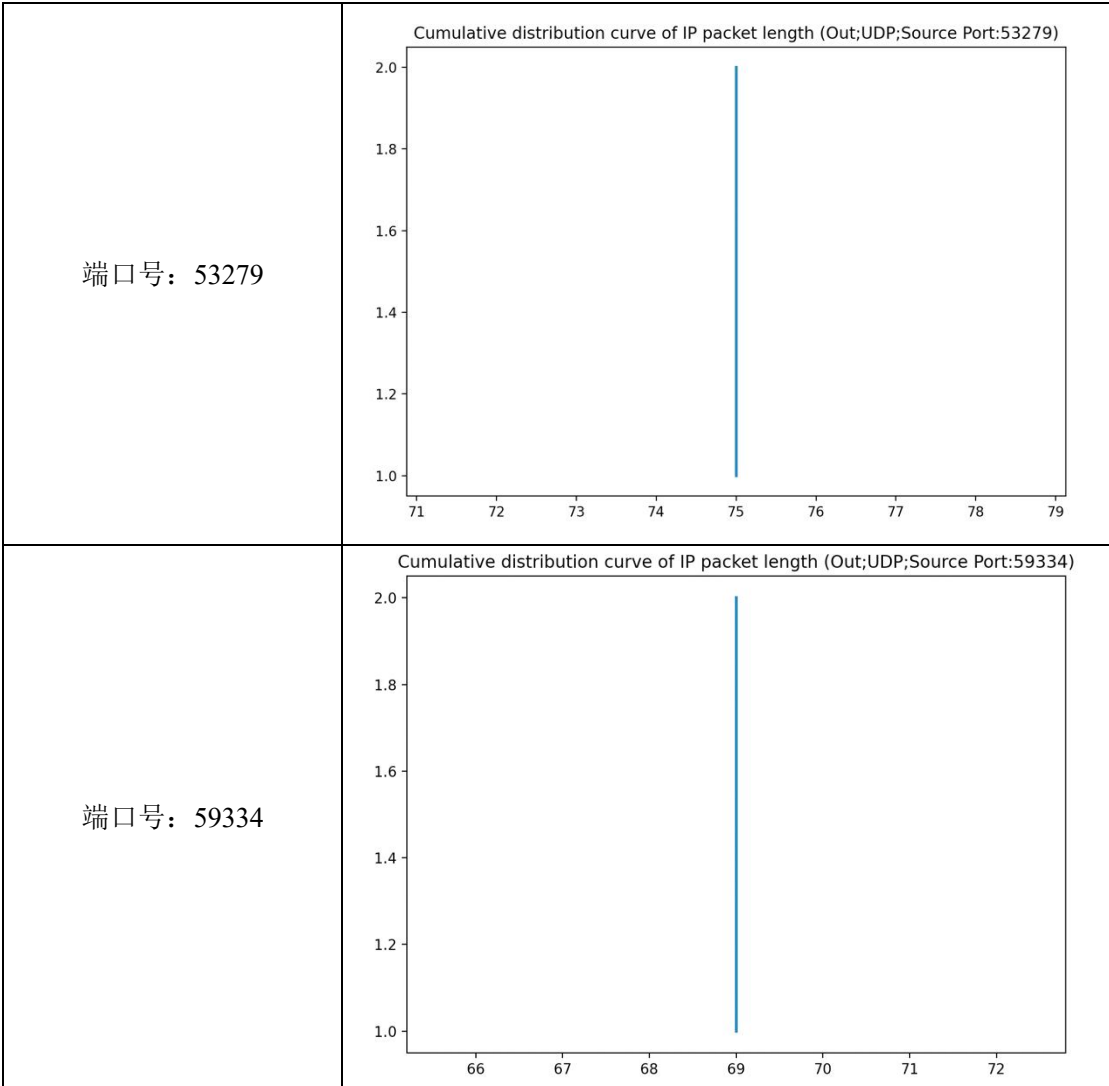 Cumulative distribution curve of IP packet length (Out;UDP;Source Port:53279)
2.0
1.8
1.6
端口号：53279
1.4
1.2
1.0
71 72 73 74 75 76 77 78 79
Cumulative distribution curve of IP packet length (Out;UDP;Source Port:59334)
2.0
1.8
1.6
端口号：59334
1.4
1.2
1.0
66 67 68 69 70 71 72